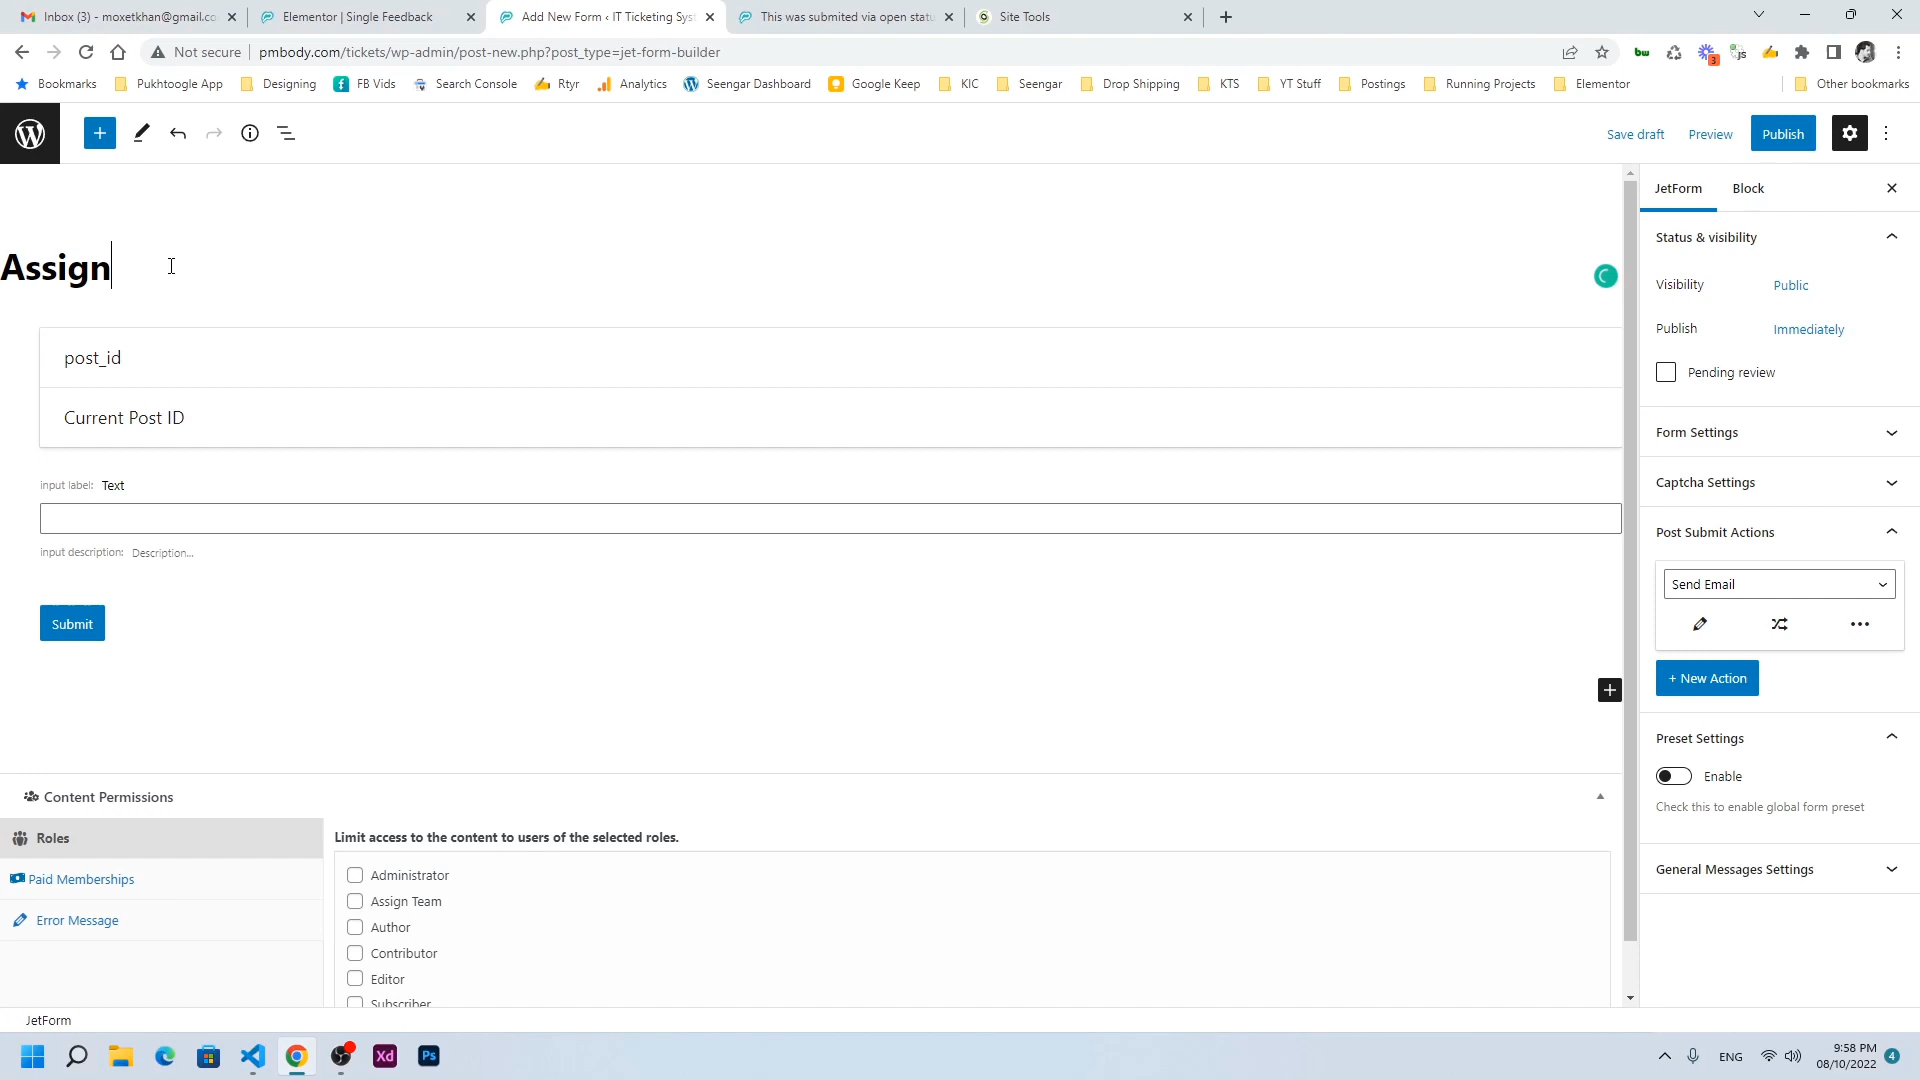 Inbox (3) - moxetkhan@gmail.co
Elementor | Single Feedback
Add New Form ‹ IT Ticketing Sys
This was submited via open statu
Site Tools
Not secure
pmbody.com/tickets/wp-admin/post-new.php?post_type=jet-form-builder
3
JS
Bookmarks
Pukhtoogle App
Designing
FB Vids
Search Console
Rtyr
Analytics
Seengar Dashboard
Google Keep
KIC
Seengar
Drop Shipping
KTS
YT Stuff
Postings
Running Projects
Elementor
Other bookmarks
Save draft
Preview
Publish
Assign
post_id
Current Post ID
input label: Text
input description: Description...
Submit
Content Permissions
Roles
Paid Memberships
Error Message
Limit access to the content to users of the selected roles.
Administrator
Assign Team
Author
Contributor
Editor
Subscriber
JetForm
JetForm
Block
Status & visibility
Visibility
Public
Publish
Immediately
Pending review
Form Settings
Captcha Settings
Post Submit Actions
Send Email
+ New Action
Preset Settings
Enable
Check this to enable global form preset
General Messages Settings
Xd
Ps
ENG
9:58 PM
08/10/2022
4